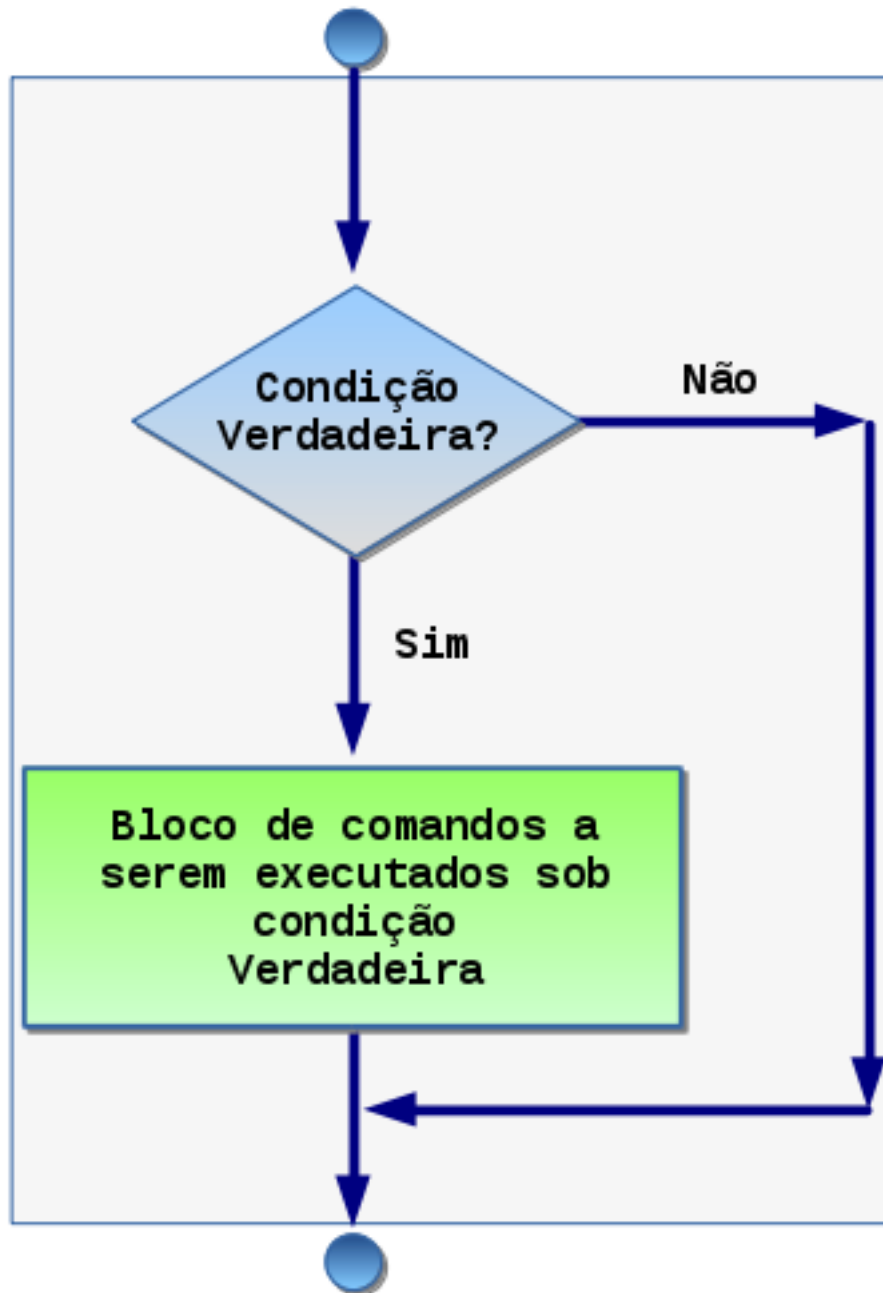 Condição
Verdadeira?
Não
Sim
Bloco de comandos a
serem executados sob
condição
Verdadeira